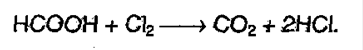 HCOOH + Cl₂ ⟶ CO₂ + 2HCl.